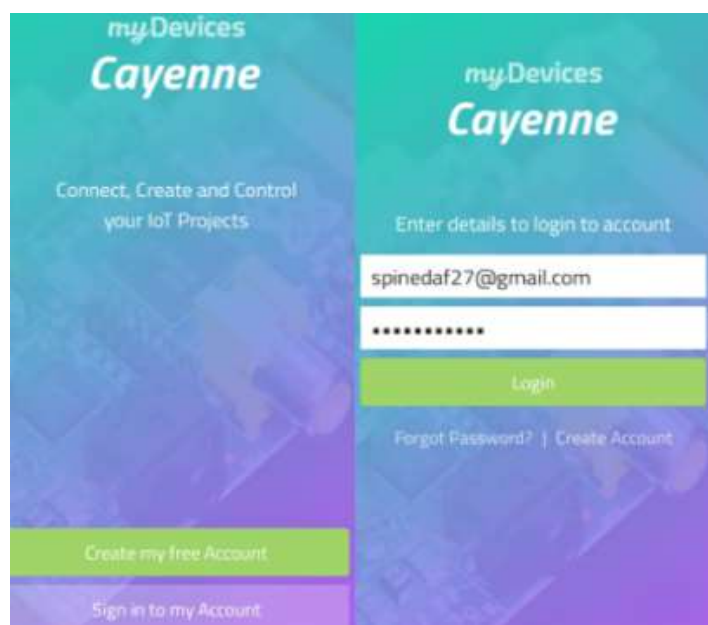 myDevices
Cayenne
Connect, Create and Control
your IoT Projects
Create my free Account
Sign in to my Account
myDevices
Cayenne
Enter details to login to account
spinedaf27@gmail.com
•••••••••••
Login
Forgot Password? | Create Account